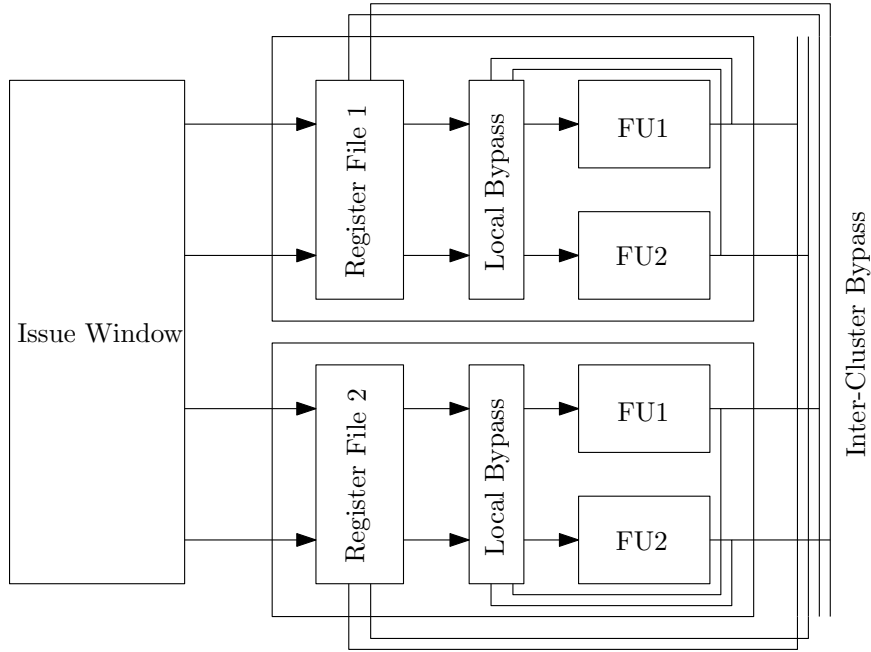 Issue Window
Register File 1
Local Bypass
FU1
FU2
Register File 2
Local Bypass
FU1
FU2
Inter-Cluster Bypass